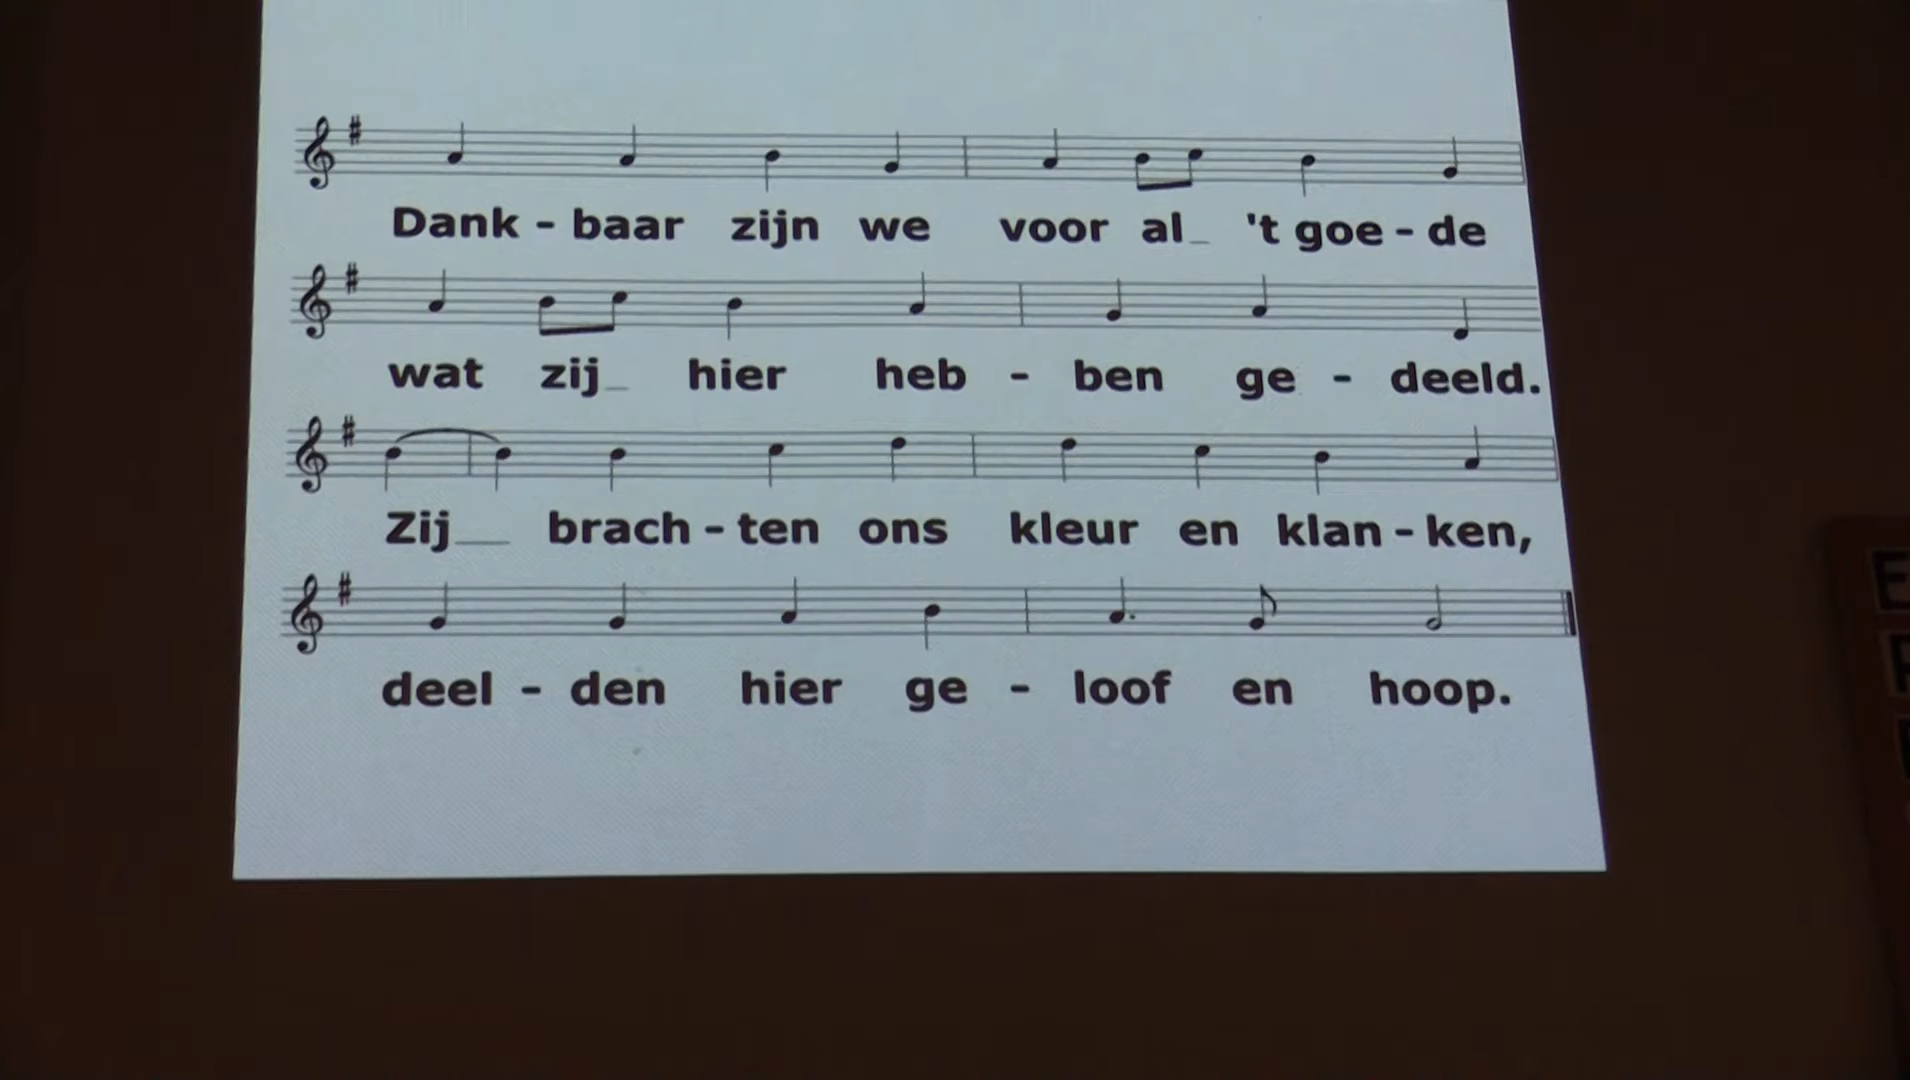 Dank - baar zijn we voor al_ 't goe - de
wat zij_ hier heb - ben ge - deeld.
Zij_ brach - ten ons kleur en klan - ken,
deel - den hier ge - loof en hoop.